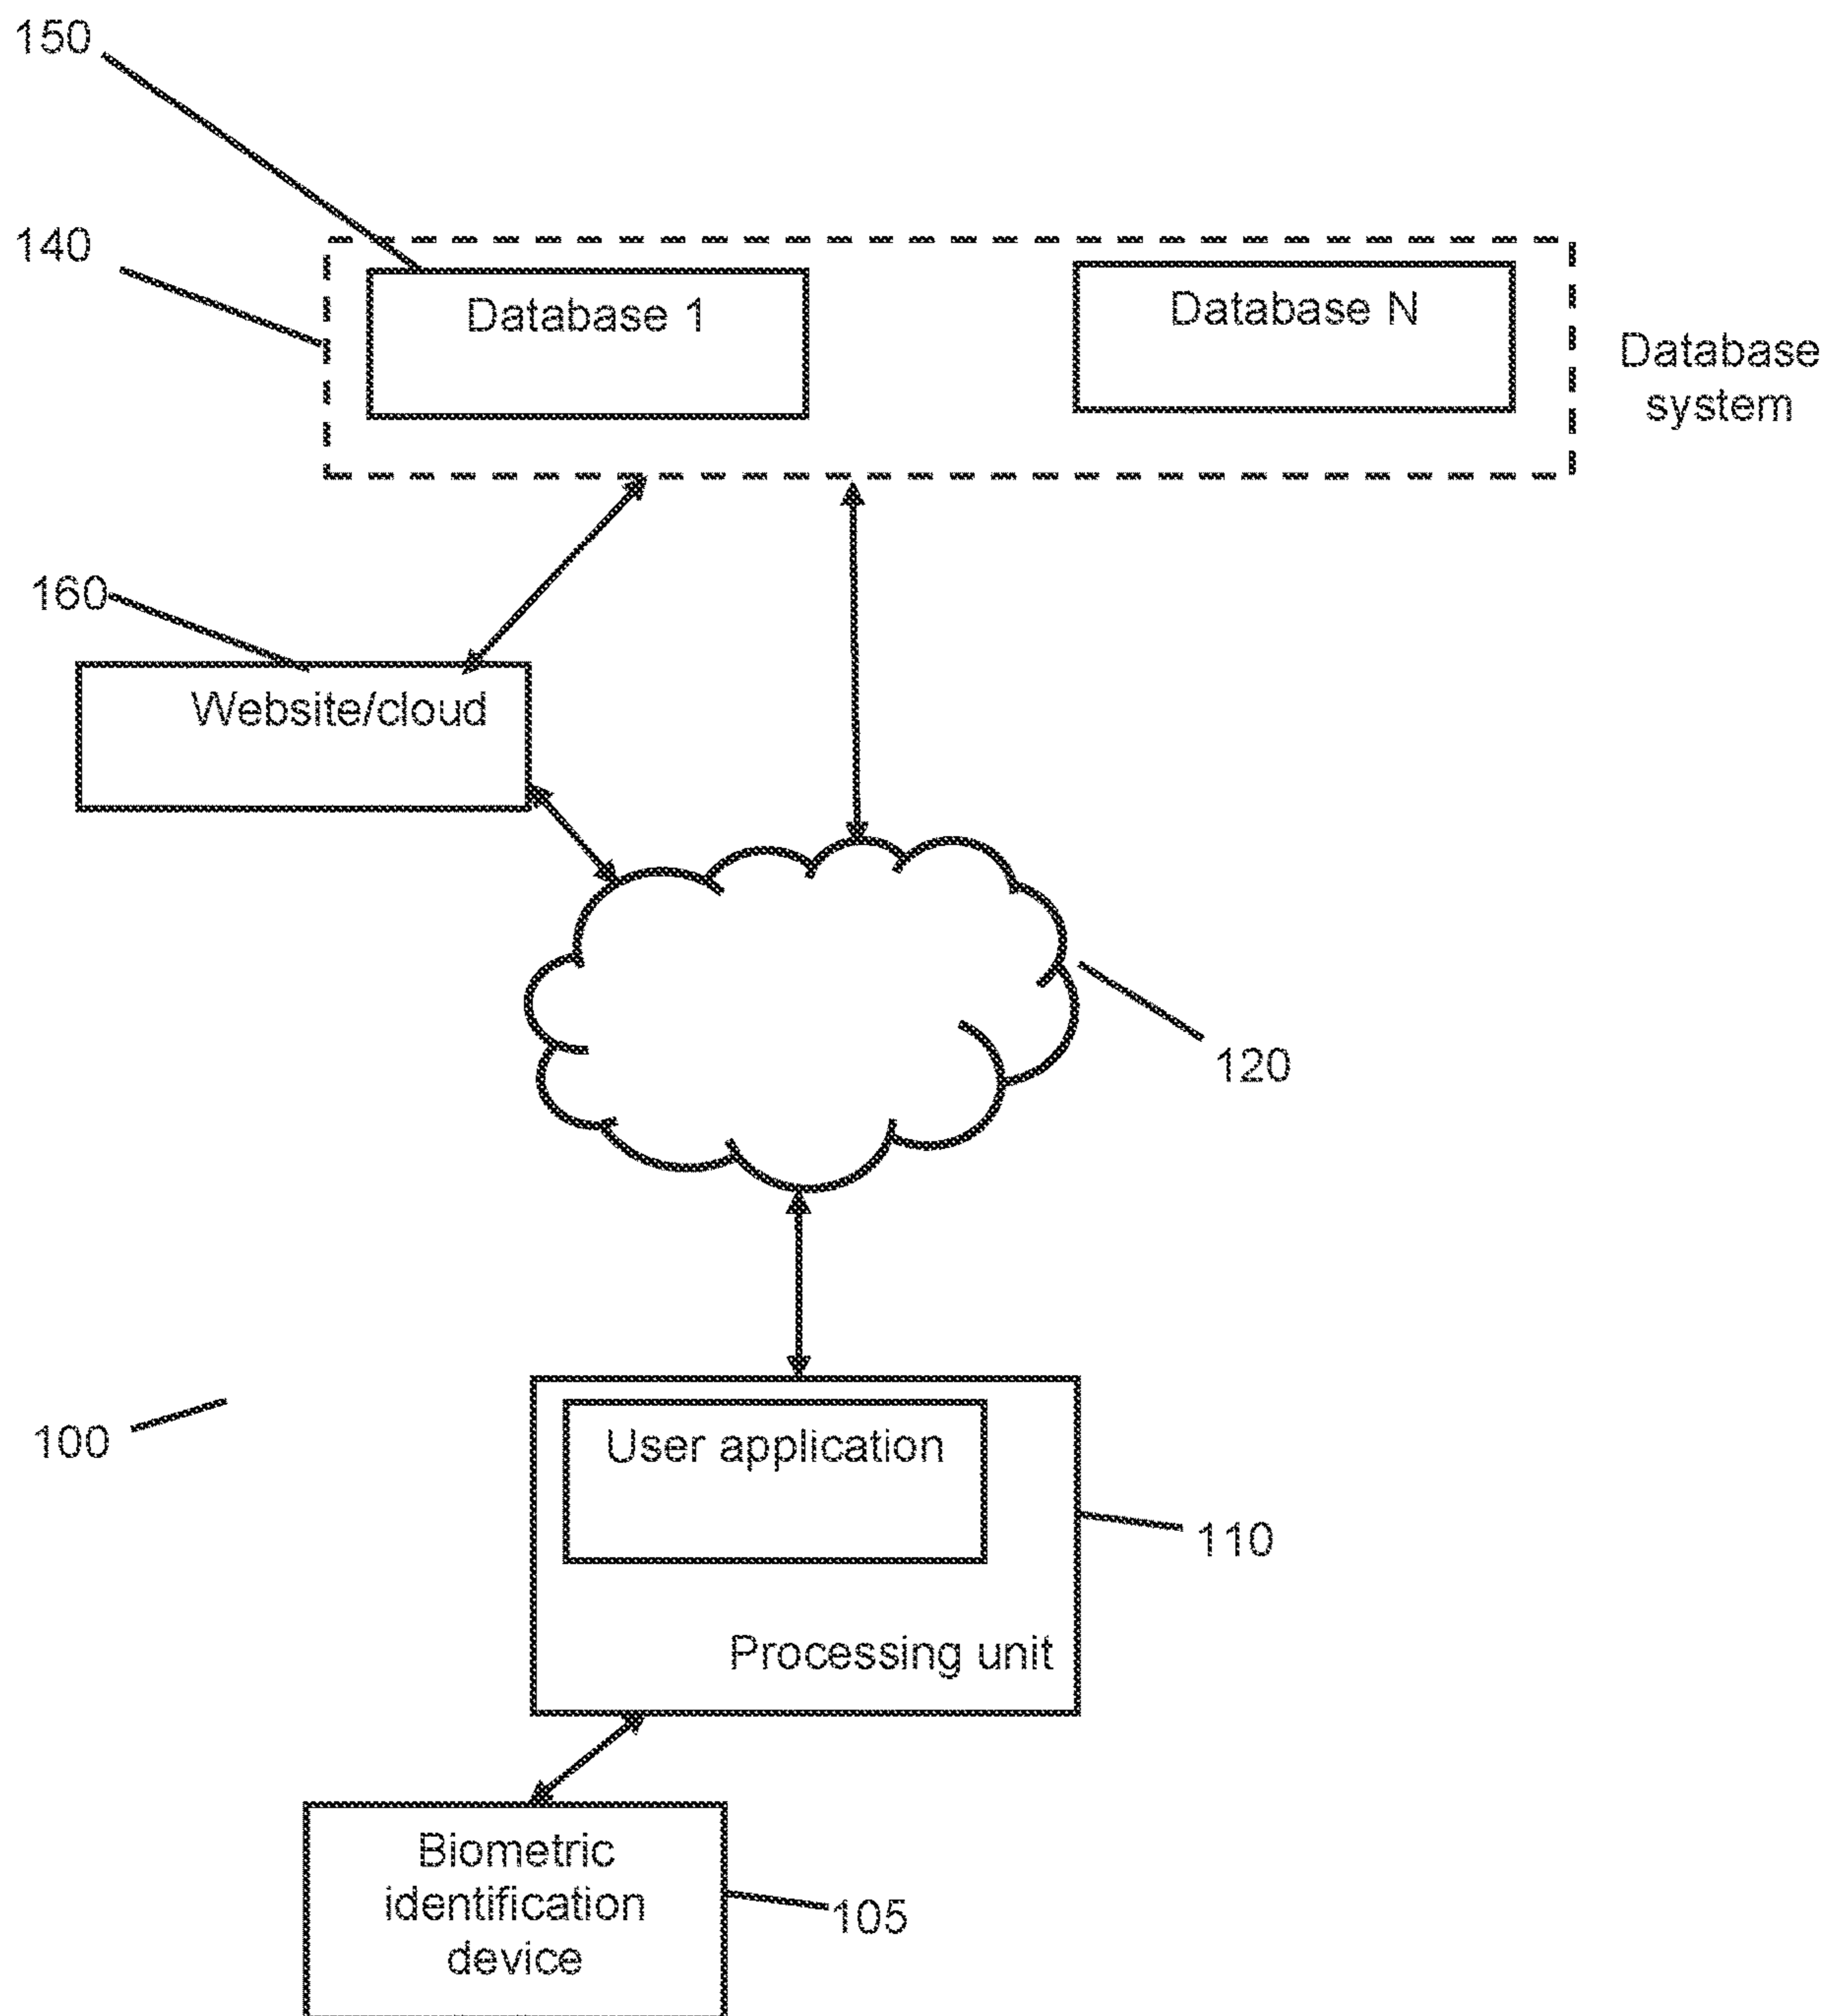 150
140
Database 1
Database N
Database
system
160
Website/cloud
120
100
User application
110
Processing unit
Biometric
identification
device
105